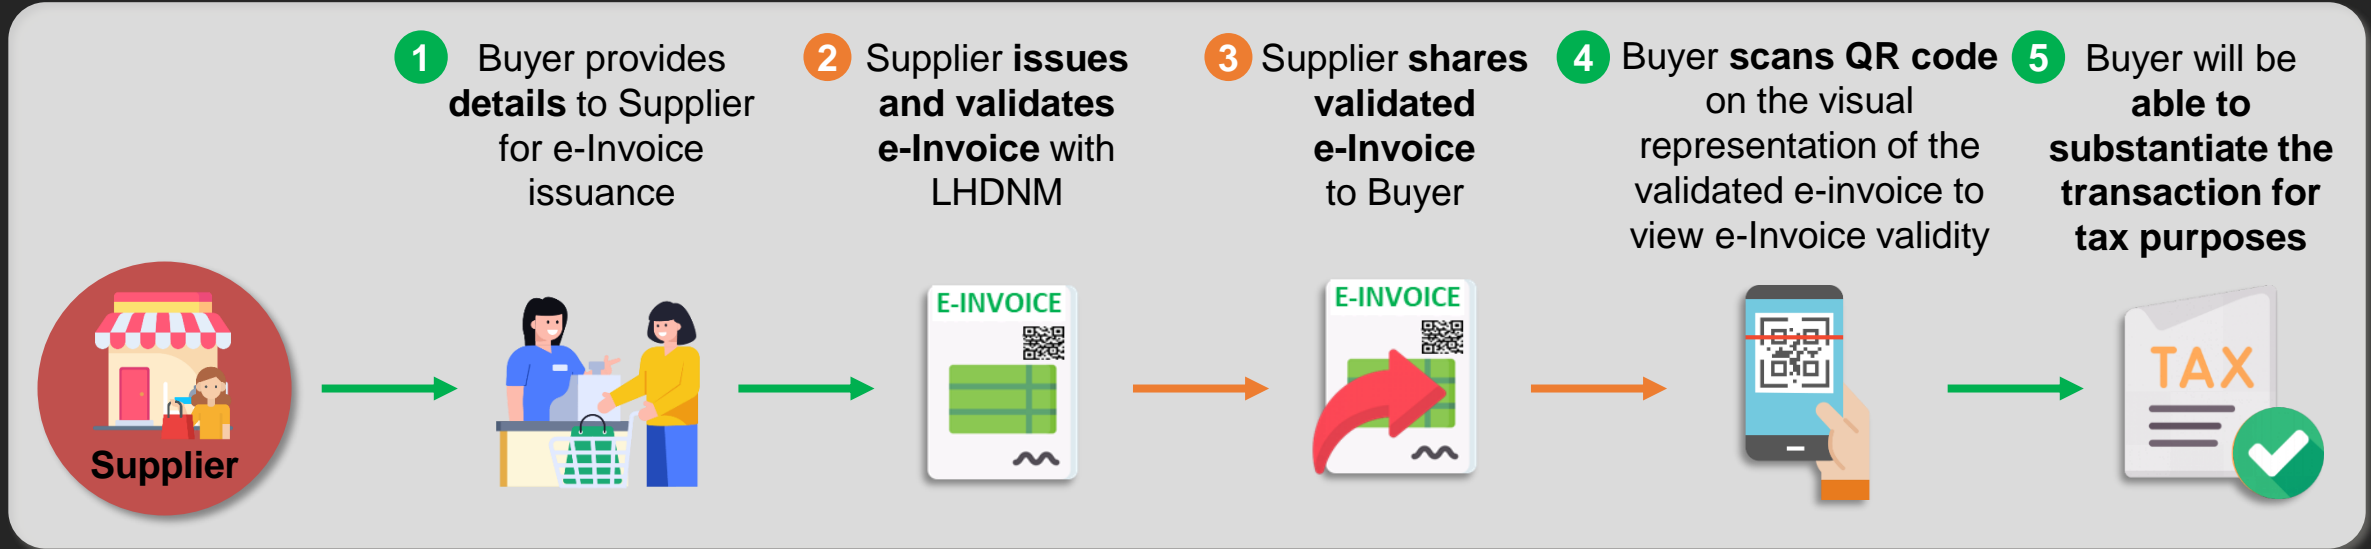 1 Buyer provides
details to Supplier
for e-Invoice
issuance
2 Supplier issues
and validates
e-Invoice with
LHDNM
3 Supplier shares
validated
e-Invoice
to Buyer
4 Buyer scans QR code
on the visual
representation of the
validated e-invoice to
view e-Invoice validity
5 Buyer will be
able to
substantiate the
transaction for
tax purposes
Supplier
E-INVOICE
E-INVOICE
TAX